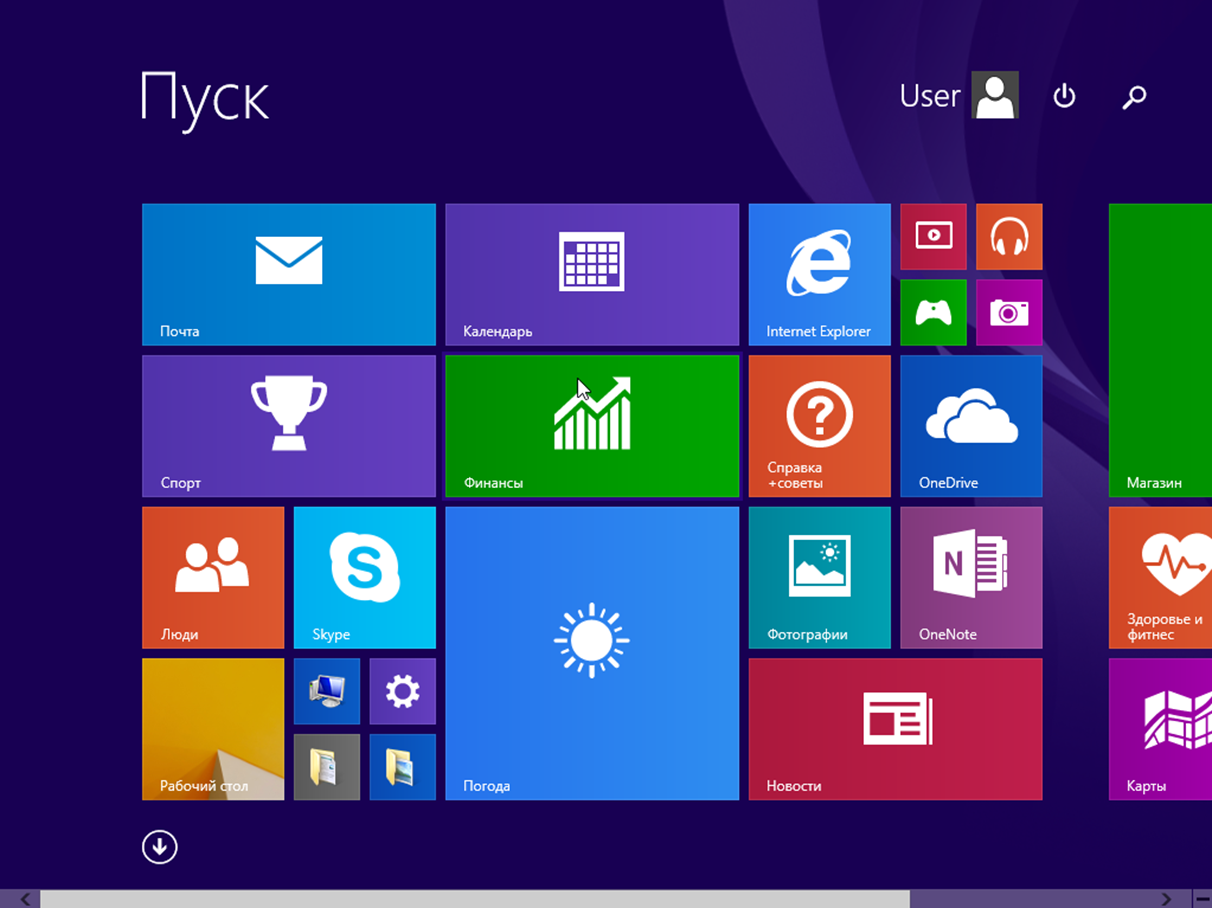 Пуск
User
Почта
Календарь
Internet Explorer
Спорт
Финансы
Справка
+советы
OneDrive
Магазин
Люди
Skype
Фотографии
OneNote
Здоровье и
фитнес
Рабочий стол
Погода
Новости
Карты